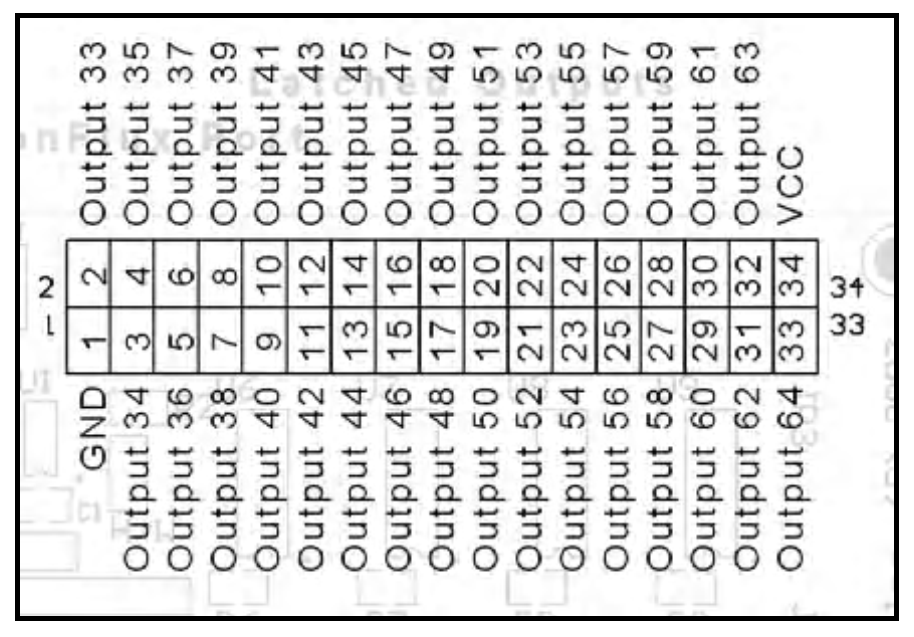 Output 33
Output 35
Output 37
Output 39
Output 41
Output 43
Output 45
Output 47
Output 49
Output 51
Output 53
Output 55
Output 57
Output 59
Output 61
Output 63
VCC
Latched Outputs
nFlux Port
2 2 4 6 8 10 12 14 16 18 20 22 24 26 28 30 32 34 34
1 1 3 5 7 9 11 13 15 17 19 21 23 25 27 29 31 33 33
GND
Output 34
Output 36
Output 38
Output 40
Output 42
Output 44
Output 46
Output 48
Output 50
Output 52
Output 54
Output 56
Output 58
Output 60
Output 62
Output 64
C1